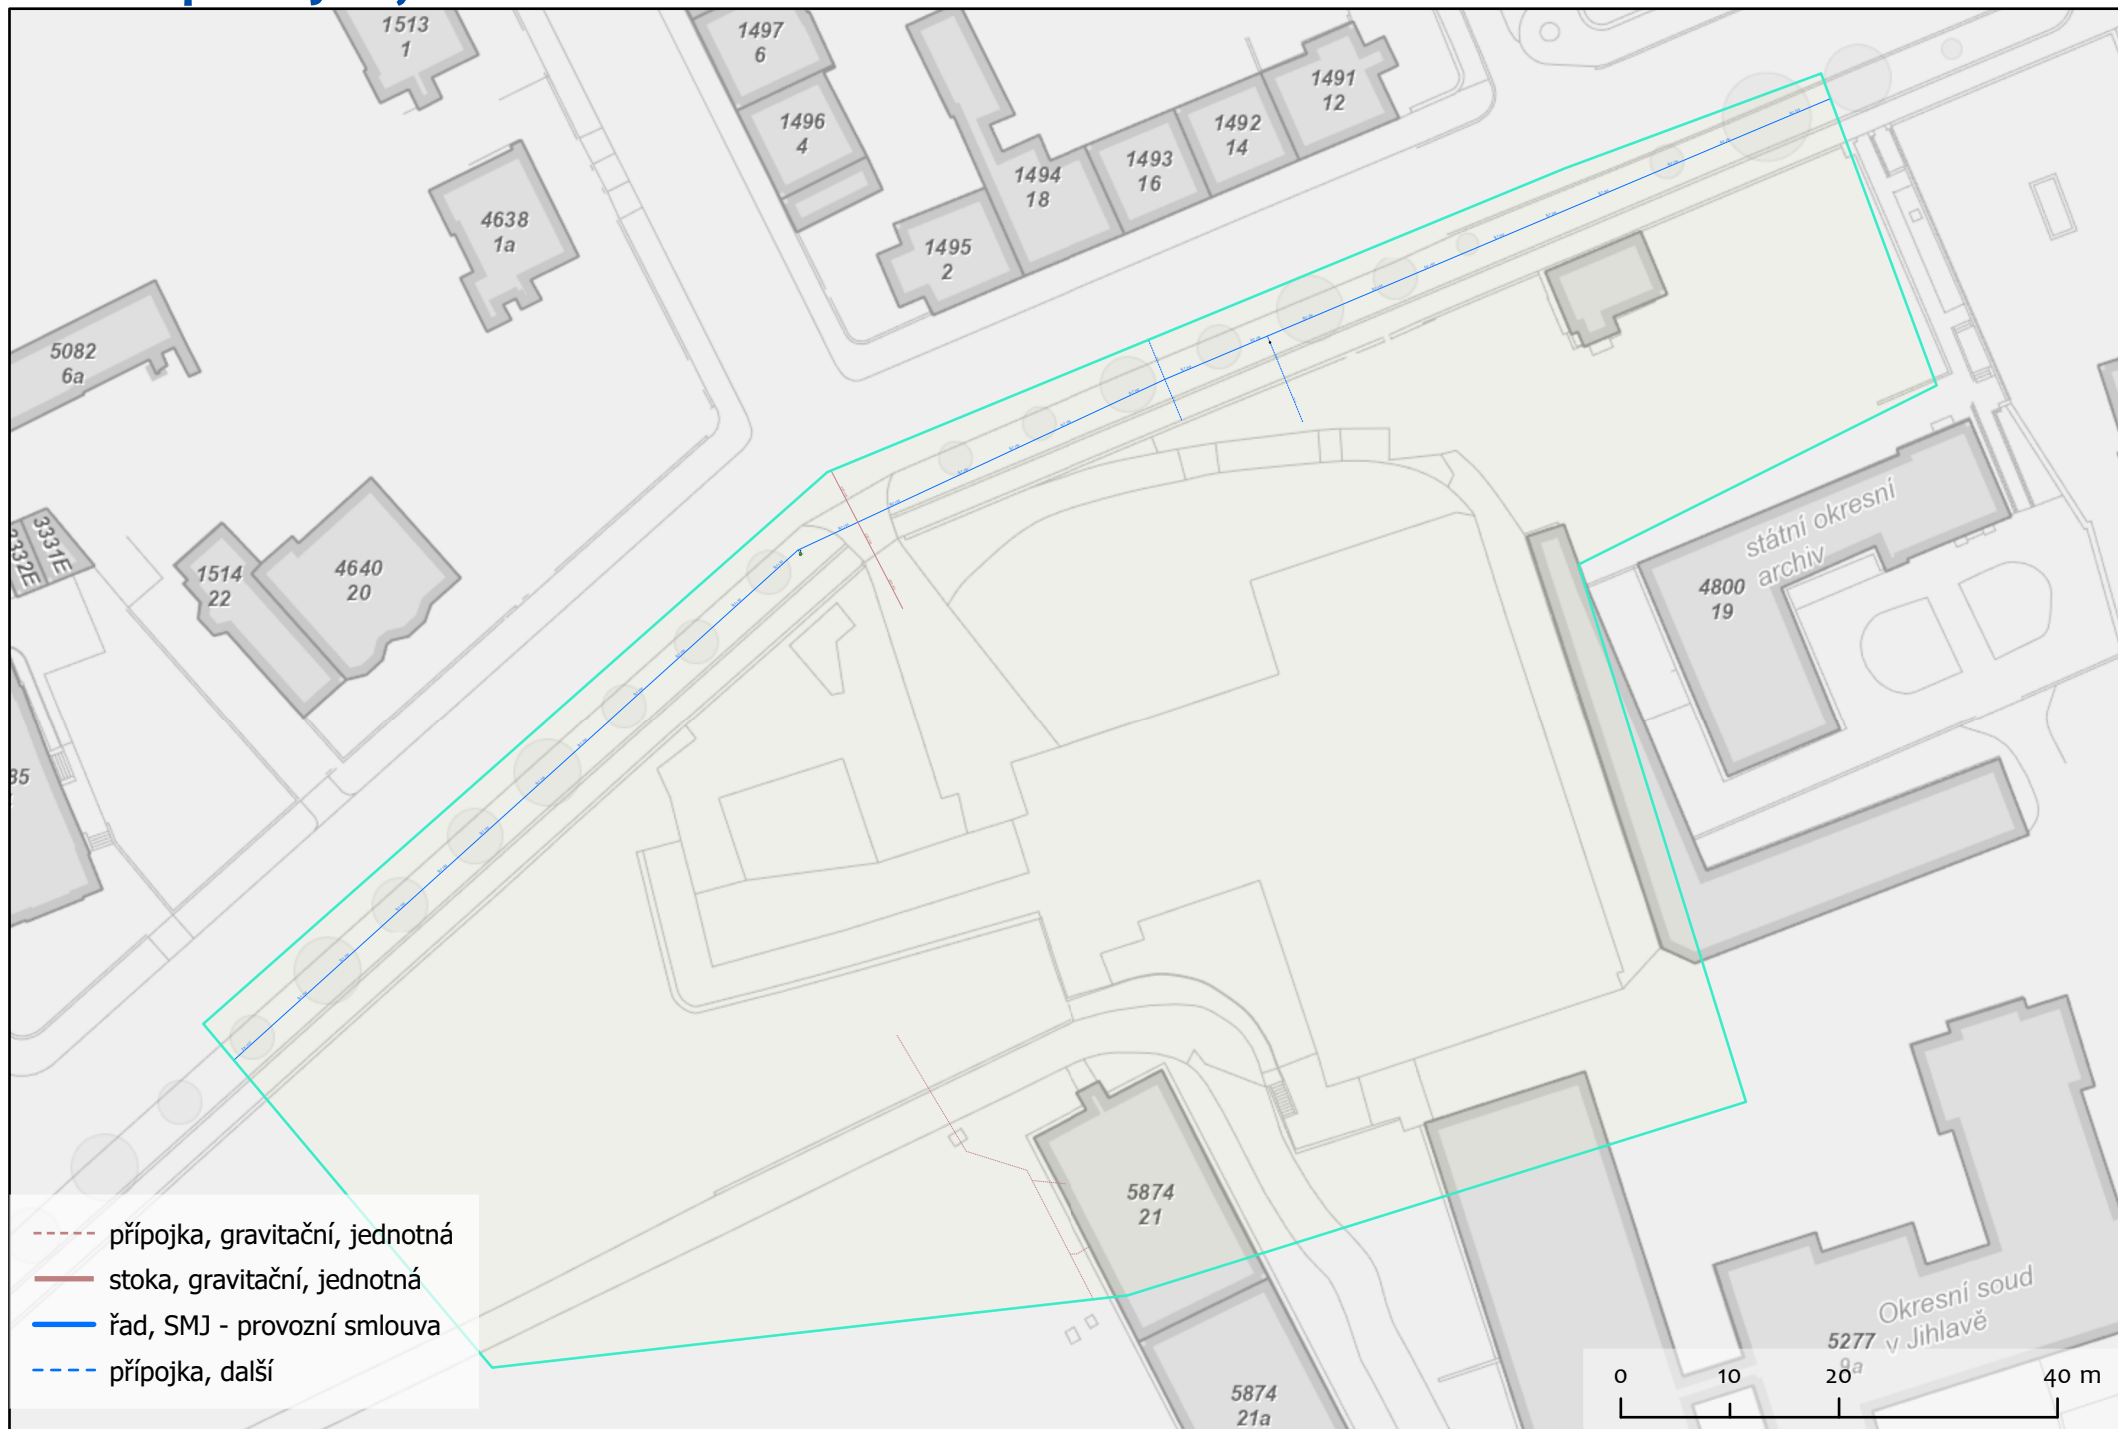 1513
1
1497
6
1496
4
1491
12
1492
14
1493
16
1494
18
1495
2
4638
1a
5082
6a
3331E
3332E
1514
22
4640
20
35
státní okresní
archiv
4800
19
5874
21
5874
21a
Okresní soud
v Jihlavě
5277
9a
přípojka, gravitační, jednotná
stoka, gravitační, jednotná
řad, SMJ - provozní smlouva
přípojka, další
0 10 20 40 m